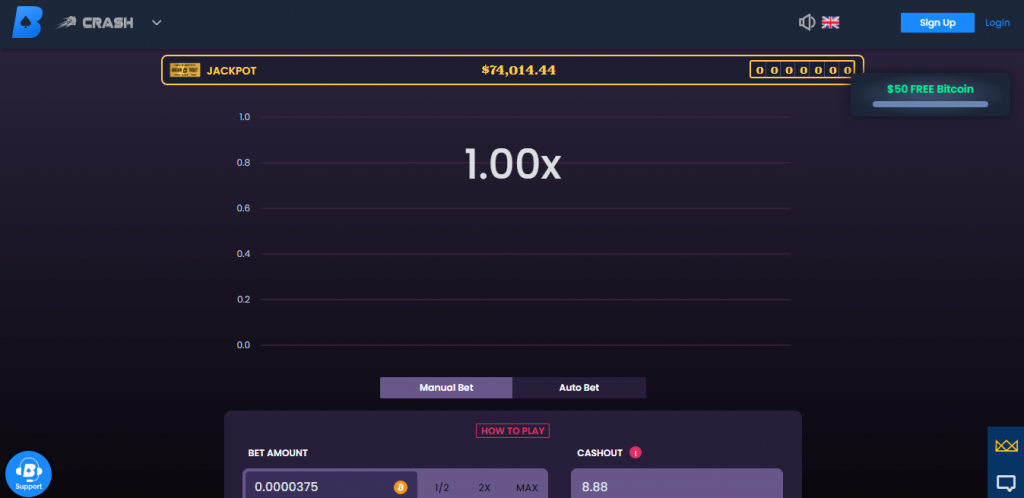 B CRASH
Sign Up Login
JACKPOT $74,014.44 0 0 0 0 0 0 0
$50 FREE Bitcoin
1.00x
1.0
0.8
0.6
0.4
0.2
0.0
Manual Bet Auto Bet
HOW TO PLAY
BET AMOUNT CASHOUT !
0.0000375 1/2 2X MAX 8.88
Support